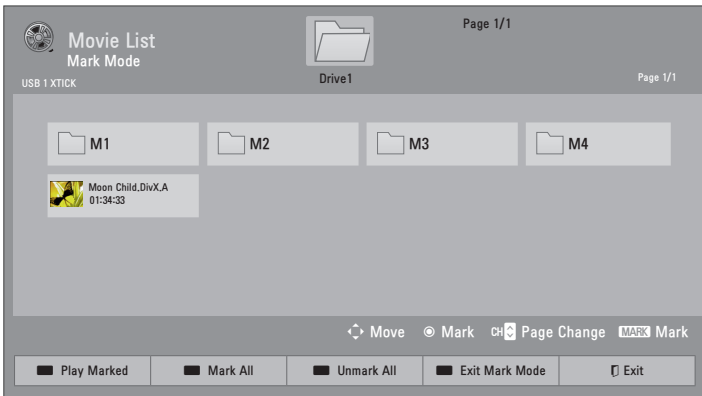 Movie List
Mark Mode
USB 1 XTICK
Drive1
Page 1/1
Page 1/1
M1
M2
M3
M4
Moon Child.DivX.A
01:34:33
Move
Mark
CH Page Change
MARK Mark
Play Marked
Mark All
Unmark All
Exit Mark Mode
Exit